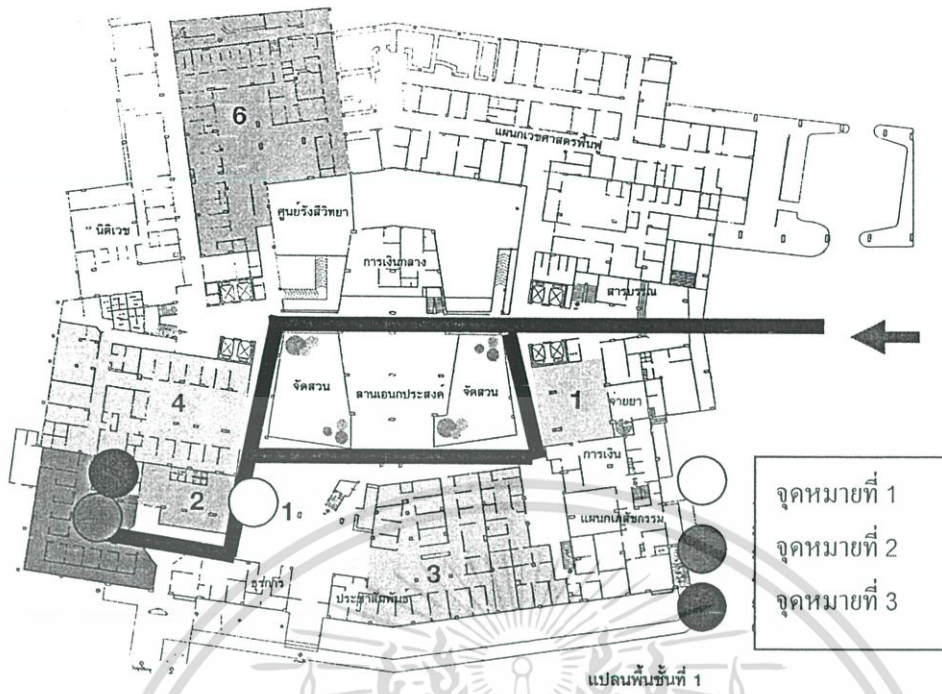 6
แผนกเวชศาสตร์ฟื้นฟู
นิติเวช
ศูนย์รังสีวิทยา
การเงินกลาง
สารบรรณ
จัดสวน
ลานเอนกประสงค์
จัดสวน
1
จ่ายยา
4
การเงิน
2
1
แผนกเภสัชกรรม
3
ธุรกิจ
ประชาสัมพันธ์
จุดหมายที่ 1
จุดหมายที่ 2
จุดหมายที่ 3
แปลนพื้นชั้นที่ 1